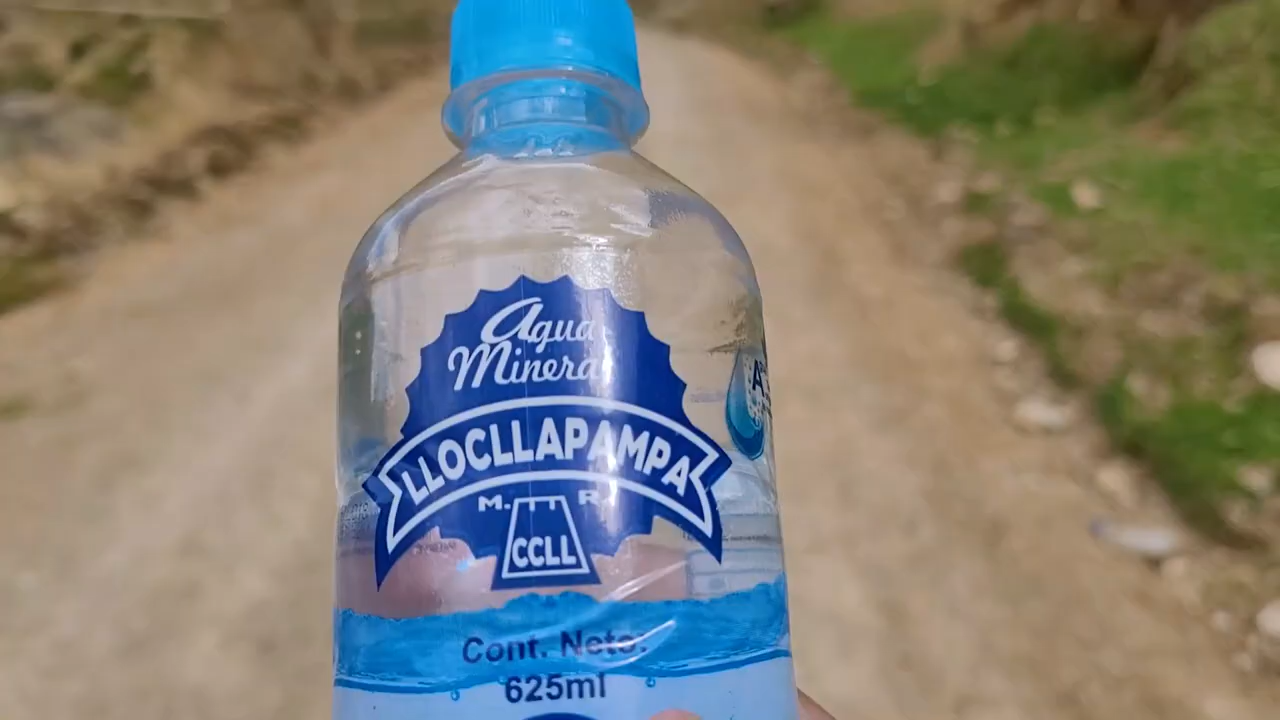 Agua
Mineral
LLOCLLAPAMPA
M. R.
CCLL
Cont. Neto:
625ml